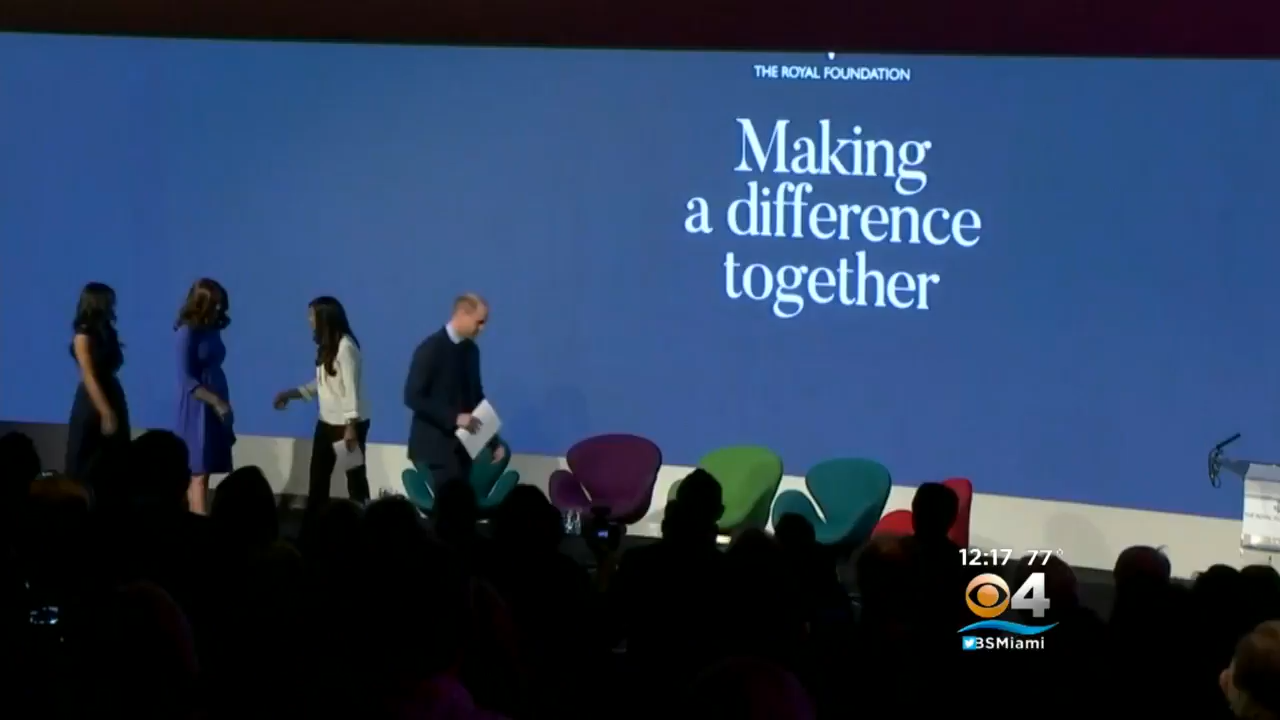 THE ROYAL FOUNDATION
Making
a difference
together
12:17 77°
4
BSMiami